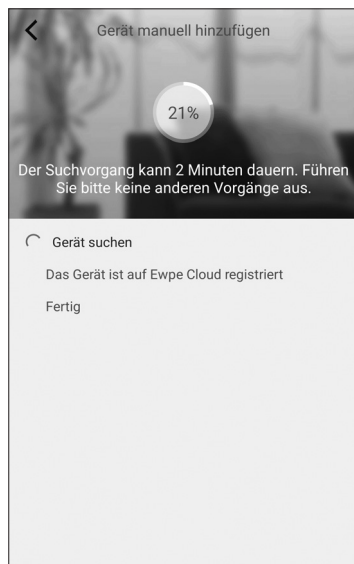 Gerät manuell hinzufügen
21%
Der Suchvorgang kann 2 Minuten dauern. Führen
Sie bitte keine anderen Vorgänge aus.
Gerät suchen
Das Gerät ist auf Ewpe Cloud registriert
Fertig